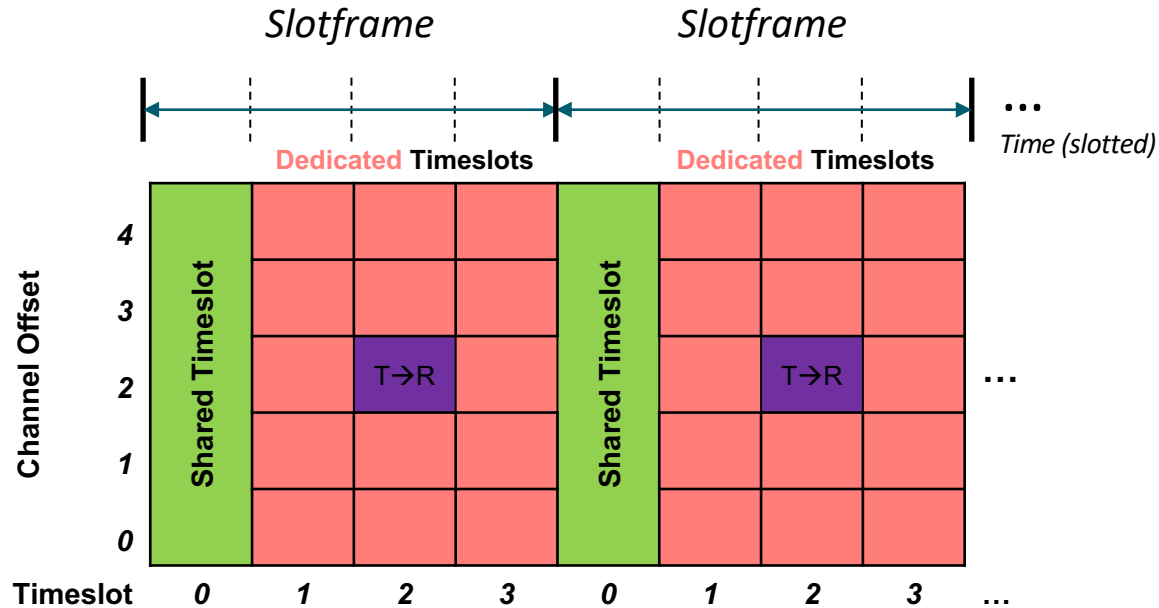 Slotframe Slotframe
...
Time (slotted)
Dedicated Timeslots Dedicated Timeslots
Channel Offset
4
3
2
1
0
Shared Timeslot
T→R
Shared Timeslot
T→R
...
Timeslot 0 1 2 3 0 1 2 3 ...